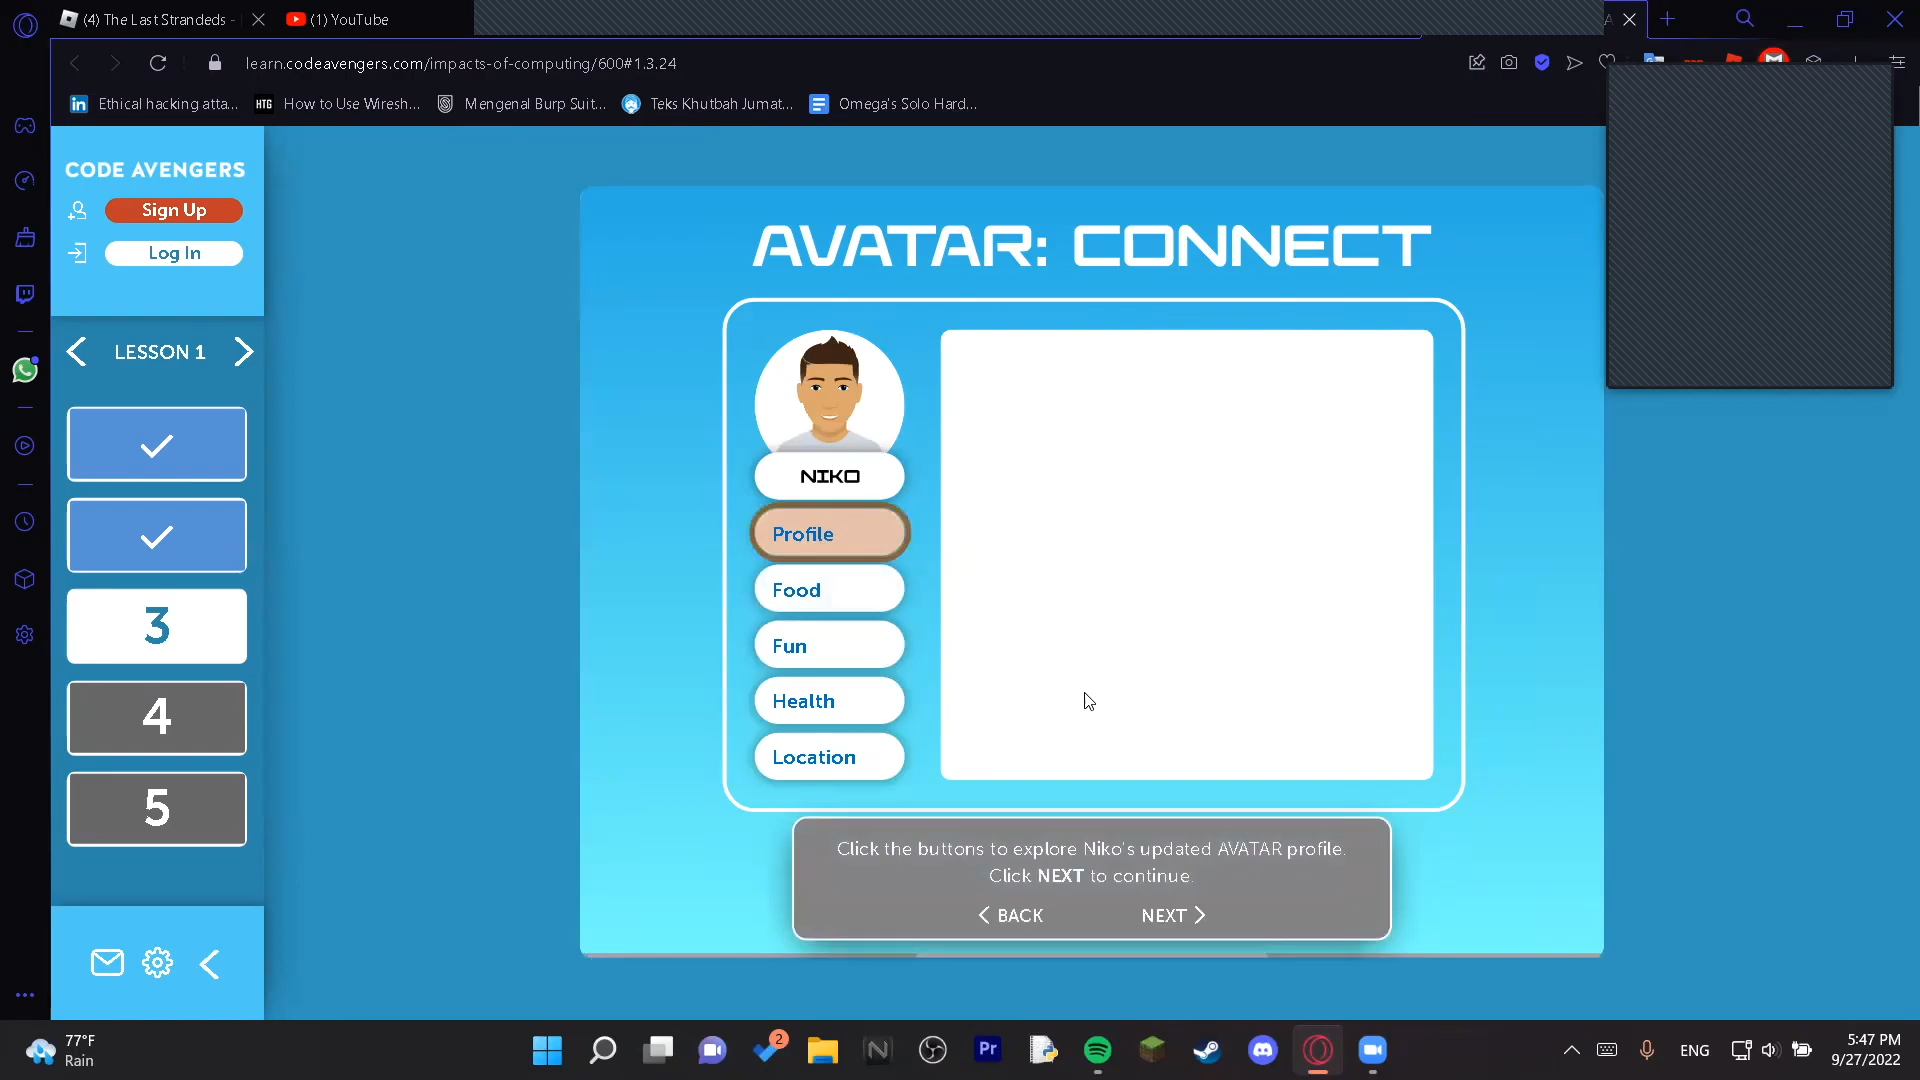 (4) The Last Strandeds -
(1) YouTube
learn.codeavengers.com/impacts-of-computing/600#1.3.24
Ethical hacking atta...
HTG
How to Use Wiresh...
Mengenal Burp Suit...
Teks Khutbah Jumat...
Omega's Solo Hard...
CODE AVENGERS
Sign Up
Log In
LESSON 1
3
4
5
AVATAR: CONNECT
NIKO
Profile
Food
Fun
Health
Location
Click the buttons to explore Niko's updated AVATAR profile.
Click NEXT to continue.
BACK
NEXT
77°F
Rain
2
Pr
ENG
5:47 PM
9/27/2022